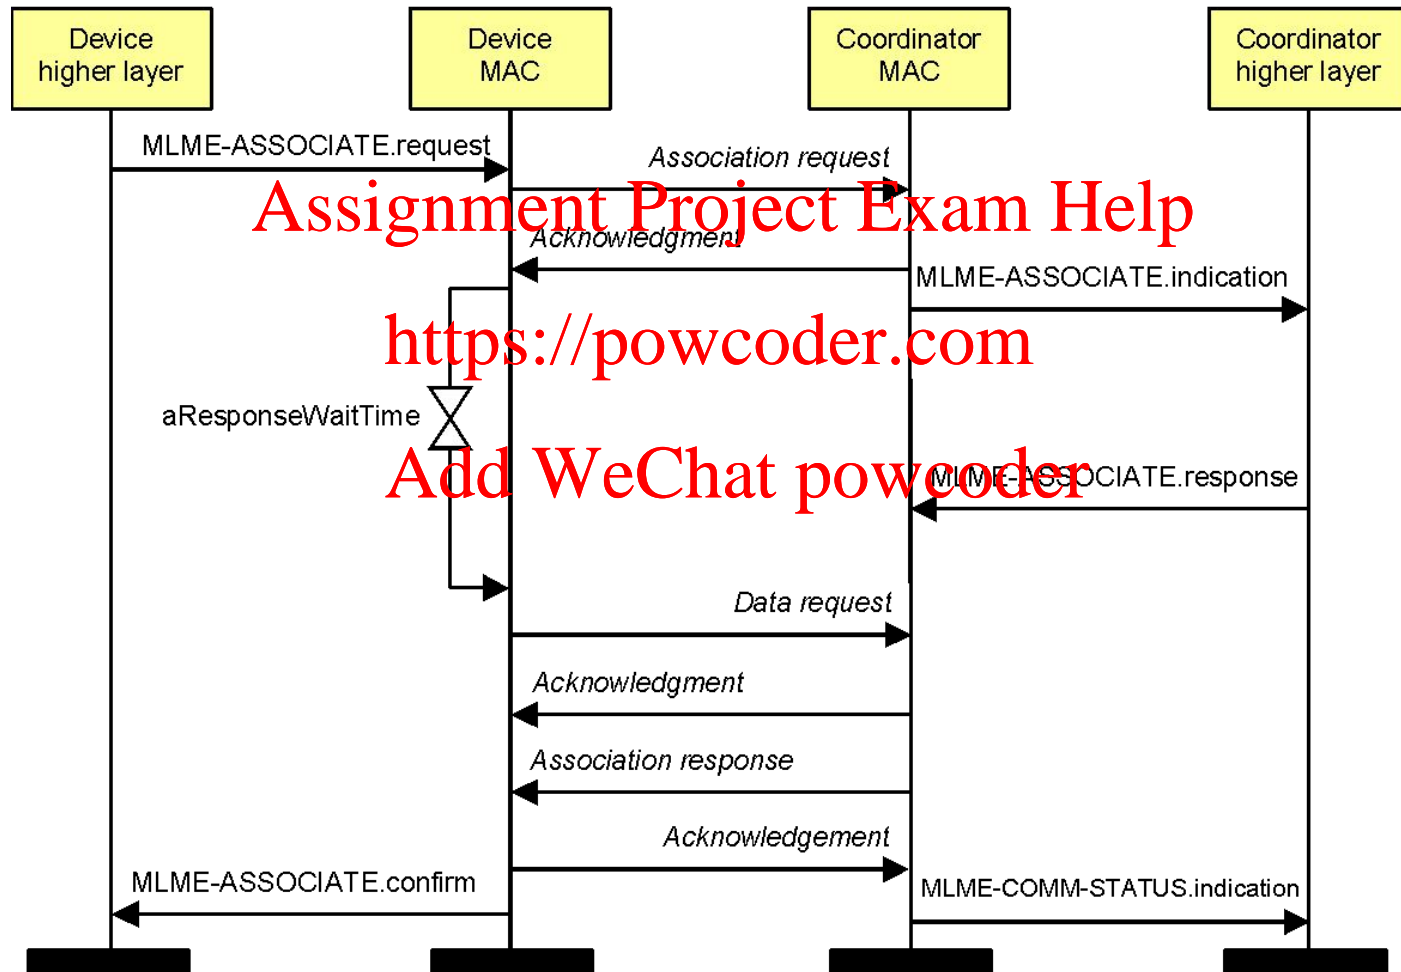 Device
higher layer
Device
MAC
Coordinator
MAC
Coordinator
higher layer
MLME-ASSOCIATE.request
Association request
Assignment Project Exam Help
Acknowledgment
MLME-ASSOCIATE.indication
https://powcoder.com
aResponseWaitTime
Add WeChat powcoder
MLME-ASSOCIATE.response
Data request
Acknowledgment
Association response
Acknowledgement
MLME-ASSOCIATE.confirm
MLME-COMM-STATUS.indication